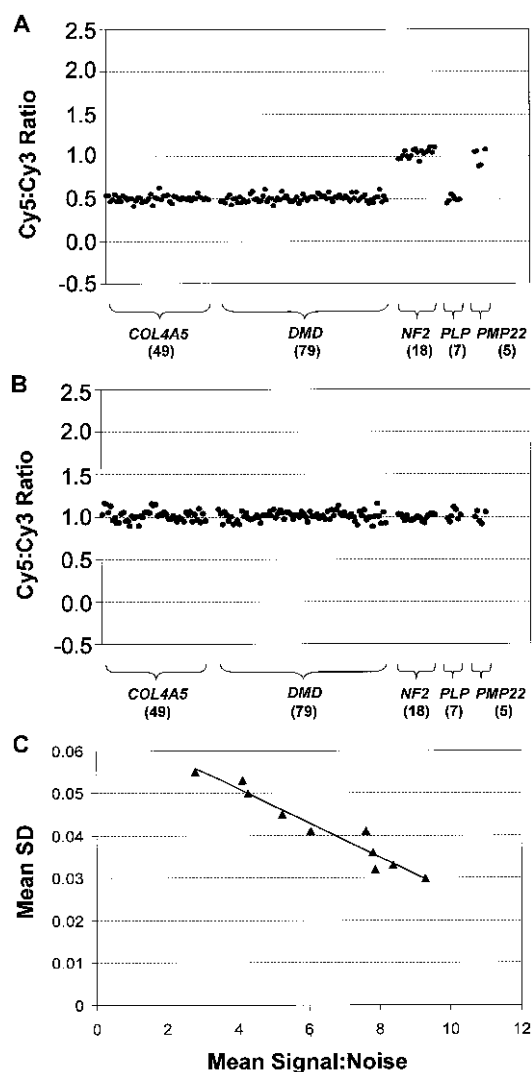 A
Cy5:Cy3 Ratio
2.5
2.0
1.5
1.0
0.5
0.0
-0.5
COL4A5 DMD NF2 PLP PMP22
(49) (79) (18) (7) (5)
B
Cy5:Cy3 Ratio
2.5
2.0
1.5
1.0
0.5
0.0
-0.5
COL4A5 DMD NF2 PLP PMP22
(49) (79) (18) (7) (5)
C
Mean SD
0.06
0.05
0.04
0.03
0.02
0.01
0
0 2 4 6 8 10 12
Mean Signal:Noise